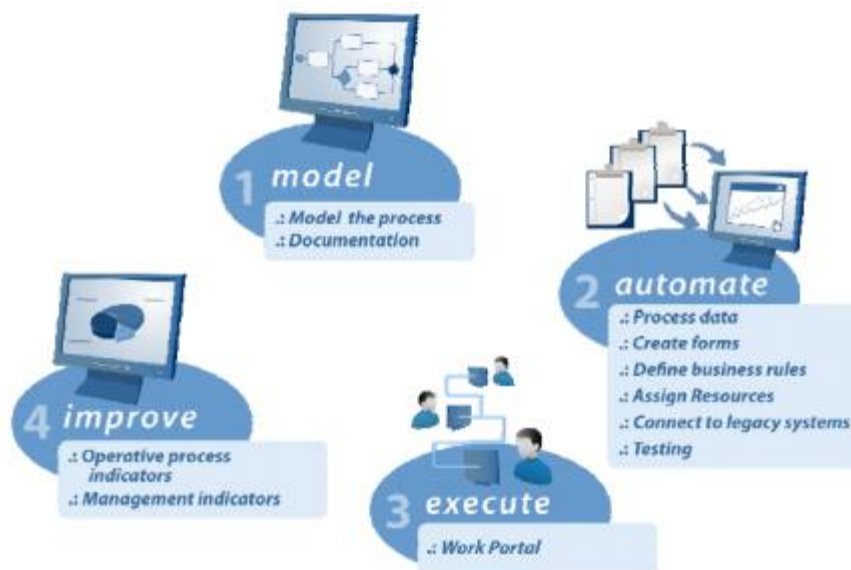 1 model
.: Model the process
.: Documentation
2 automate
.: Process data
.: Create forms
.: Define business rules
.: Assign Resources
.: Connect to legacy systems
.: Testing
3 execute
.: Work Portal
4 improve
.: Operative process
indicators
.: Management indicators